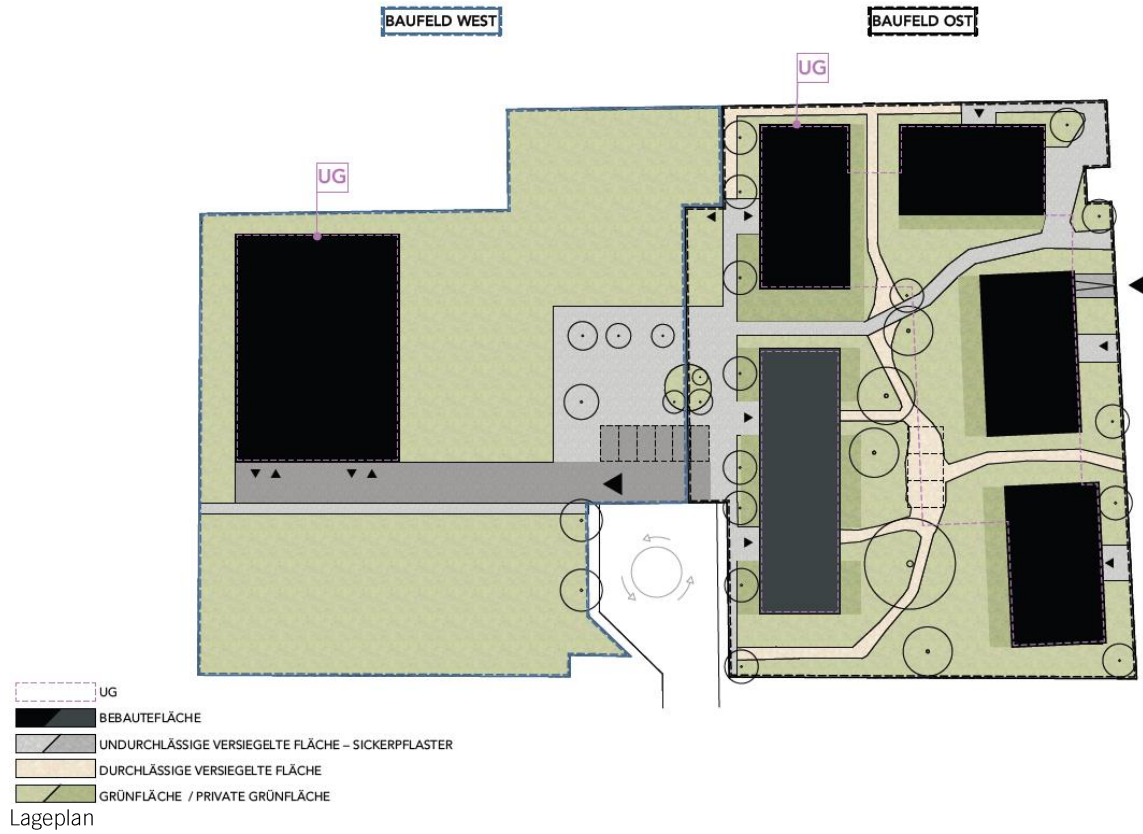 BAUFELD WEST
BAUFELD OST
UG
UG
UG
BEBAUTEFLÄCHE
UNDURCHLÄSSIGE VERSIEGELTE FLÄCHE – SICKERPFLASTER
DURCHLÄSSIGE VERSIEGELTE FLÄCHE
GRÜNFLÄCHE / PRIVATE GRÜNFLÄCHE
Lageplan